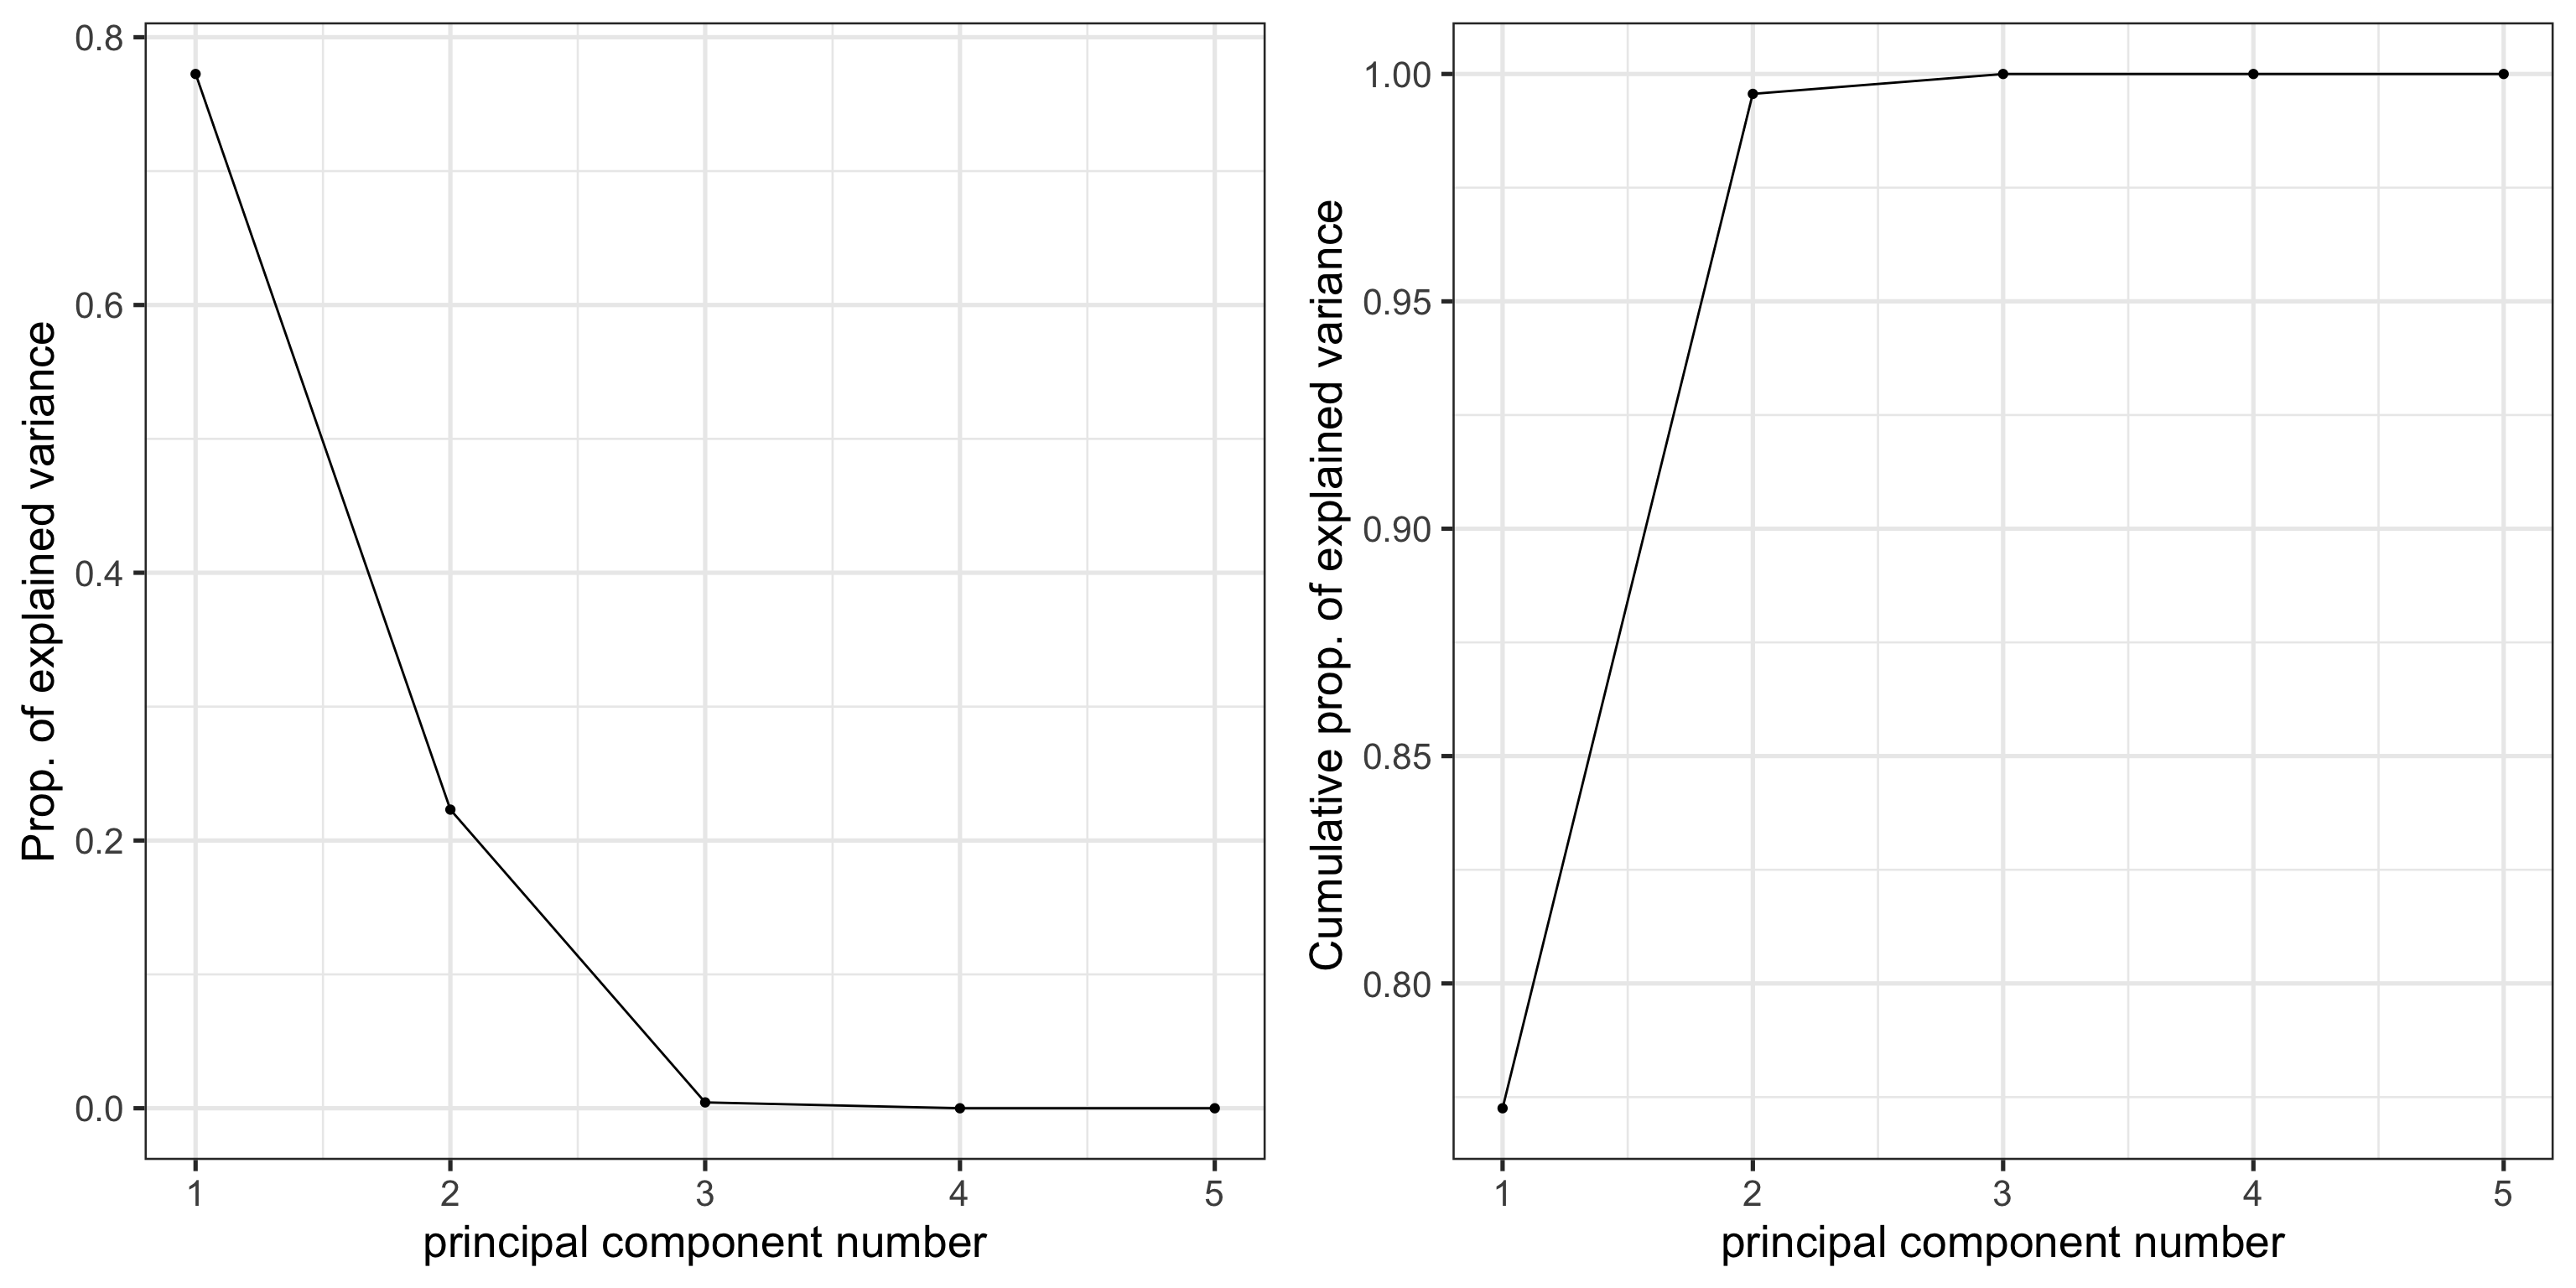 Prop. of explained variance
0.8
0.6
0.4
0.2
0.0
1 2 3 4 5
principal component number
Cumulative prop. of explained variance
1.00
0.95
0.90
0.85
0.80
1 2 3 4 5
principal component number